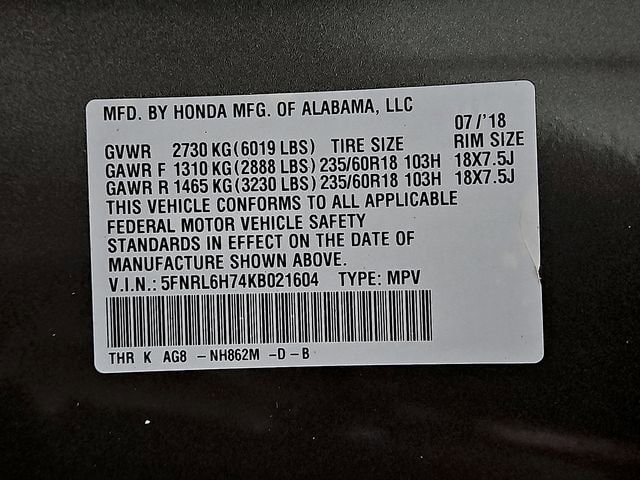 MFD. BY HONDA MFG. OF ALABAMA, LLC
07 /'18
GVWR 2730 KG (6019 LBS) TIRE SIZE RIM SIZE
GAWR F 1310 KG (2888 LBS) 235/60R18 103H 18X7.5J
GAWR R 1465 KG (3230 LBS) 235/60R18 103H 18X7.5J
THIS VEHICLE CONFORMS TO ALL APPLICABLE
FEDERAL MOTOR VEHICLE SAFETY
STANDARDS IN EFFECT ON THE DATE OF
MANUFACTURE SHOWN ABOVE.
V.I.N.: 5FNRL6H74KB021604 TYPE: MPV
THR K AG8 - NH862M - D - B